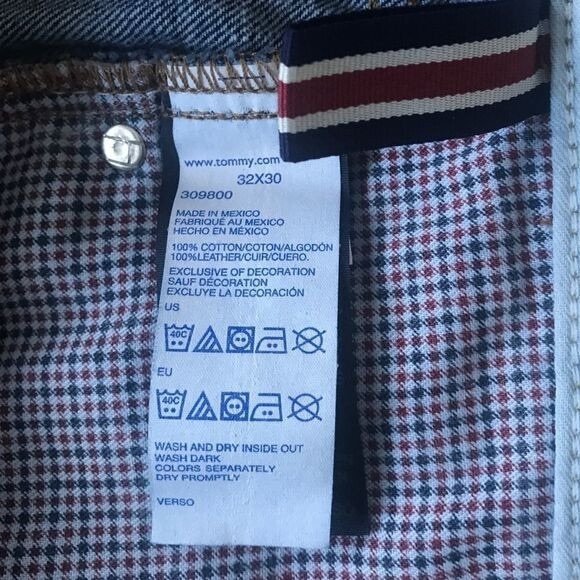 www.tommy.com
32X30
309800
MADE IN MEXICO
FABRIQUÉ AU MEXICO
HECHO EN MÉXICO
100% COTTON/COTON/ALGODÓN
100%LEATHER/CUIR/CUERO.
EXCLUSIVE OF DECORATION
SAUF DÉCORATION
EXCLUYE LA DECORACIÓN
US
40C
EU
40C
WASH AND DRY INSIDE OUT
WASH DARK
COLORS SEPARATELY
DRY PROMPTLY
VERSO